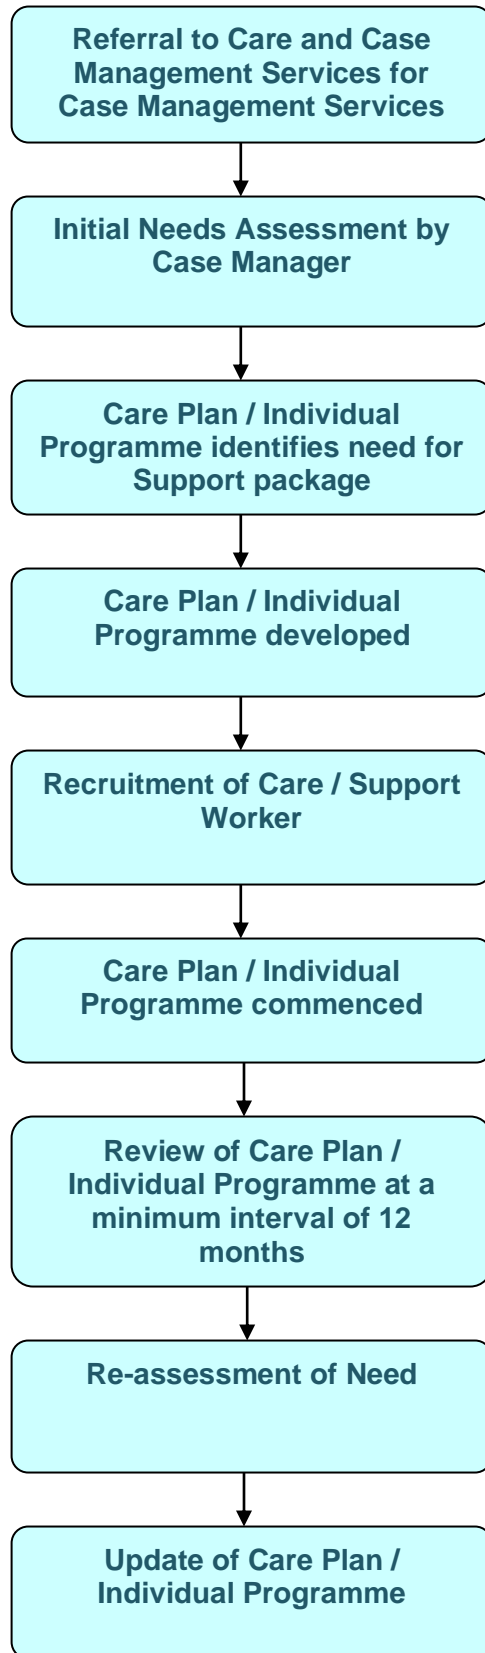 Referral to Care and Case
Management Services for
Case Management Services
Initial Needs Assessment by
Case Manager
Care Plan / Individual
Programme identifies need for
Support package
Care Plan / Individual
Programme developed
Recruitment of Care / Support
Worker
Care Plan / Individual
Programme commenced
Review of Care Plan /
Individual Programme at a
minimum interval of 12
months
Re-assessment of Need
Update of Care Plan /
Individual Programme